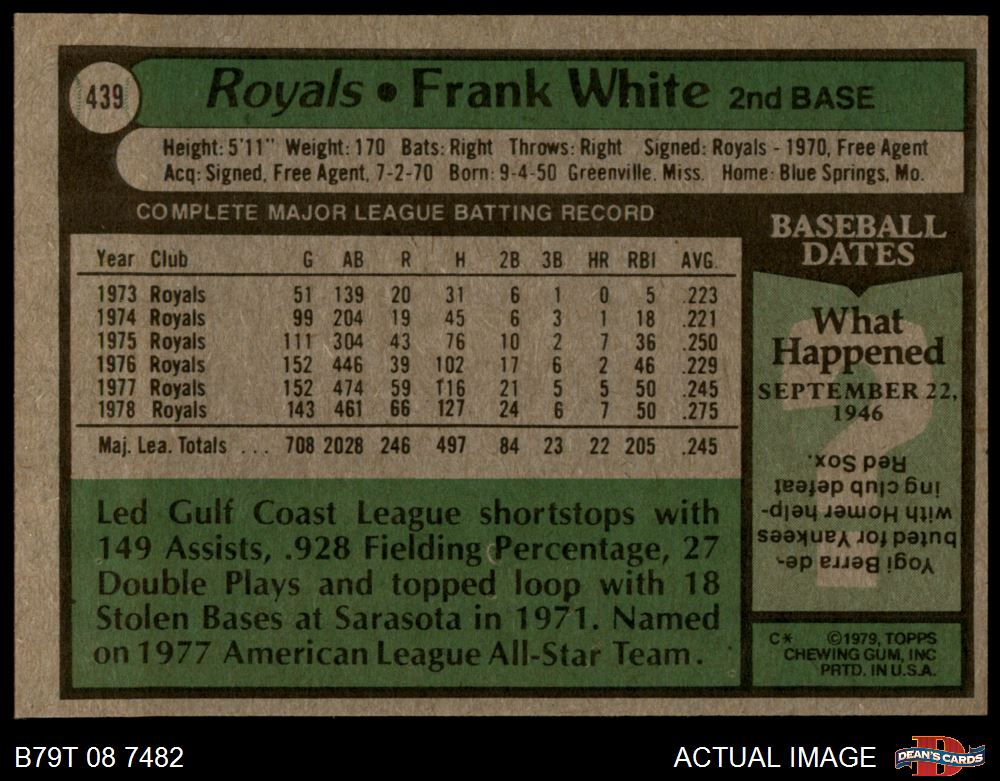 439
Royals • Frank White 2nd BASE
Height: 5'11" Weight: 170 Bats: Right Throws: Right Signed: Royals - 1970, Free Agent
Acq: Signed, Free Agent, 7-2-70 Born: 9-4-50 Greenville, Miss. Home: Blue Springs, Mo.
COMPLETE MAJOR LEAGUE BATTING RECORD
Year Club G AB R H 2B 3B HR RBI AVG.
1973 Royals 51 139 20 31 6 1 0 5 .223
1974 Royals 99 204 19 45 6 3 1 18 .221
1975 Royals 111 304 43 76 10 2 7 36 .250
1976 Royals 152 446 39 102 17 6 2 46 .229
1977 Royals 152 474 59 116 21 5 5 50 .245
1978 Royals 143 461 66 127 24 6 7 50 .275
Maj. Lea. Totals ... 708 2028 246 497 84 23 22 205 .245
Led Gulf Coast League shortstops with
149 Assists, .928 Fielding Percentage, 27
Double Plays and topped loop with 18
Stolen Bases at Sarasota in 1971. Named
on 1977 American League All-Star Team.
BASEBALL
DATES
What
Happened
SEPTEMBER 22,
1946
Yogi Berra de-
buted for Yankees
with Homer help-
ing club defeat
Red Sox.
C* ©1979, TOPPS
CHEWING GUM, INC
PRTD. IN U.S.A.
B79T 08 7482
ACTUAL IMAGE
D
DEAN'S CARDS